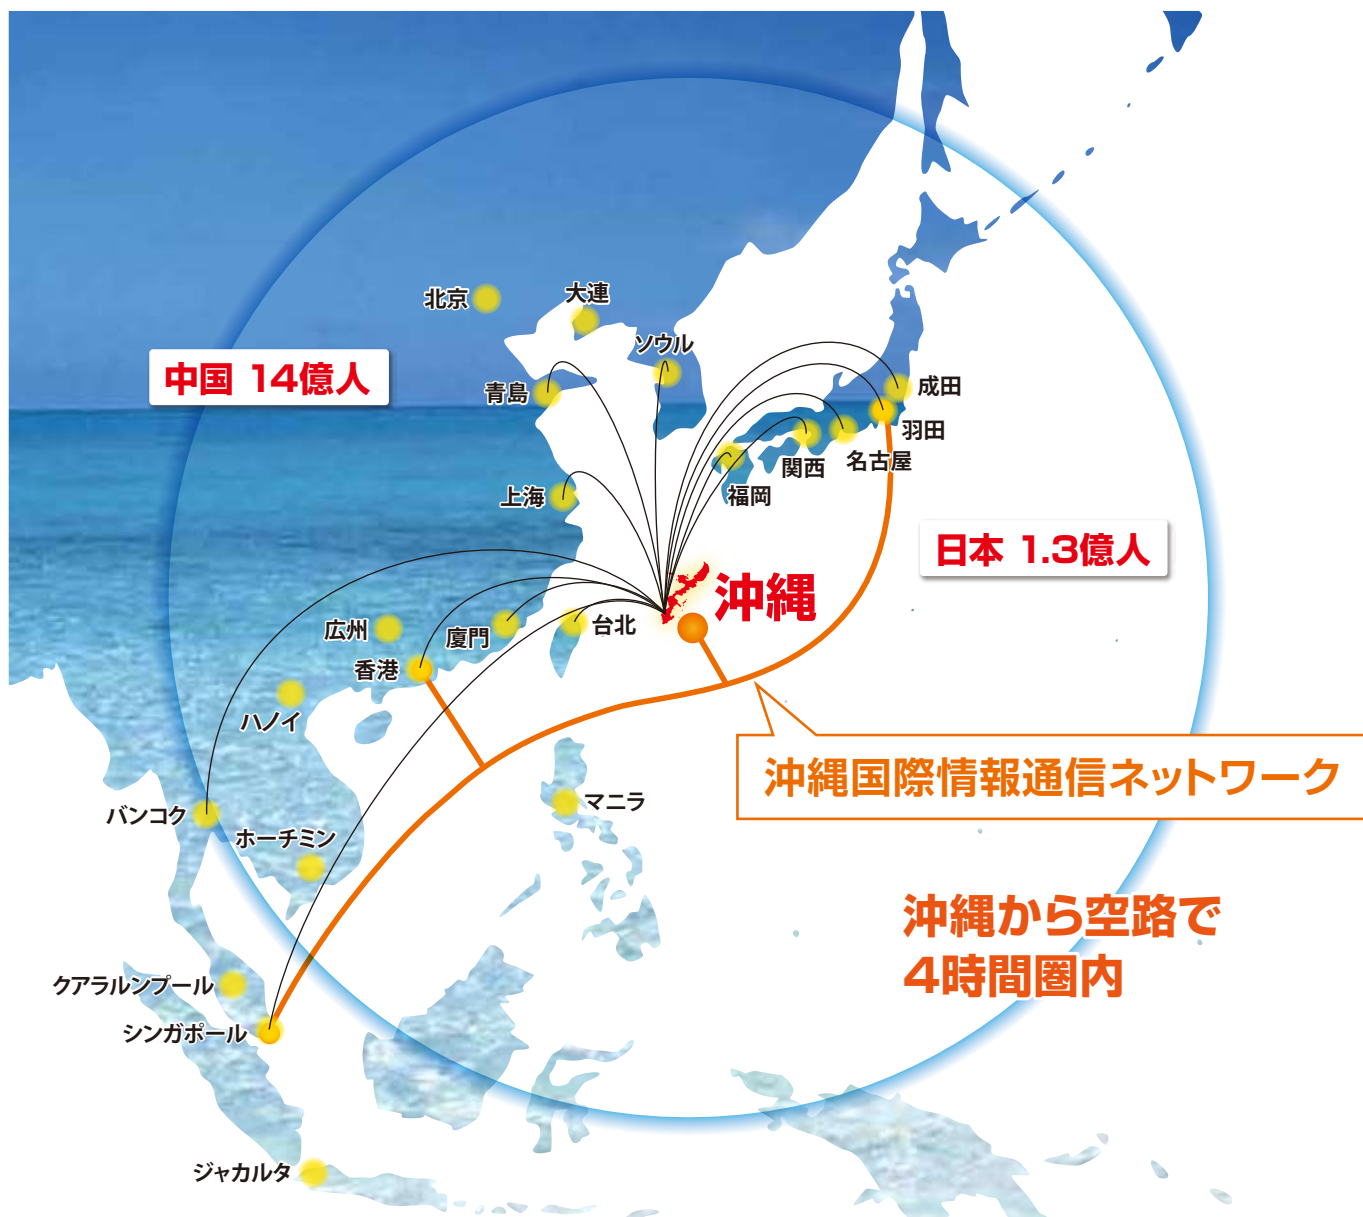 北京
大連
ソウル
中国 14億人
青島
成田
羽田
名古屋
関西
福岡
上海
日本 1.3億人
沖縄
台北
廈門
広州
香港
ハノイ
沖縄国際情報通信ネットワーク
マニラ
バンコク
ホーチミン
沖縄から空路で
4時間圏内
クアラルンプール
シンガポール
ジャカルタ